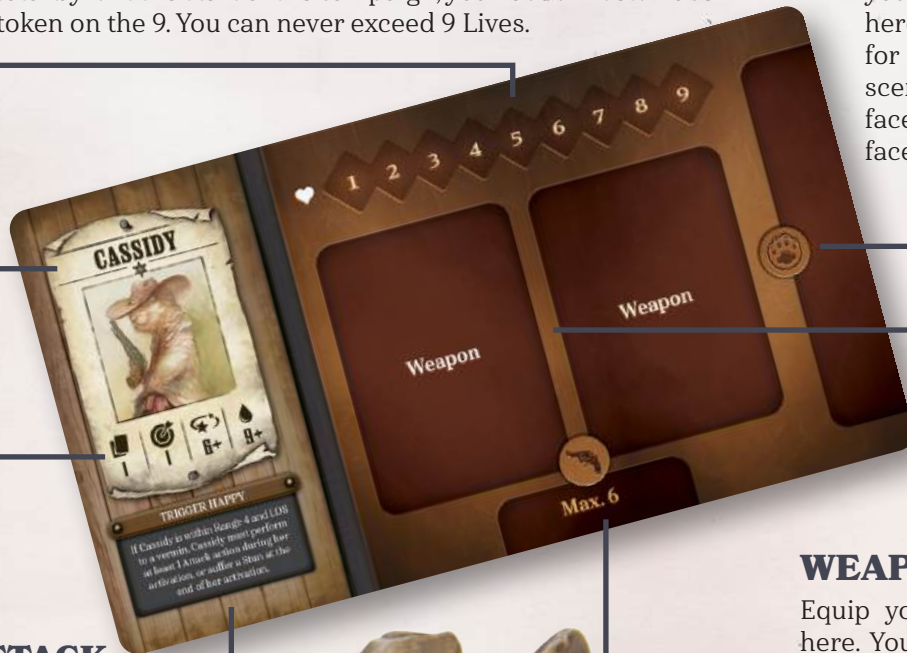 token on the 9. You can never exceed 9 Lives.
here
for
face
face
1 2 3 4 5 6 7 8 9
CASSIDY
Weapon
Weapon
1 1 6+ 9+
Max. 6
TRIGGER HAPPY
If Cassidy is within Range 4 and LOS
to a vermin, Cassidy must perform
at least 1 Attack action during her
activation, or suffer a Stun at the
end of her activation.
WEAP
Equip yo
here. You